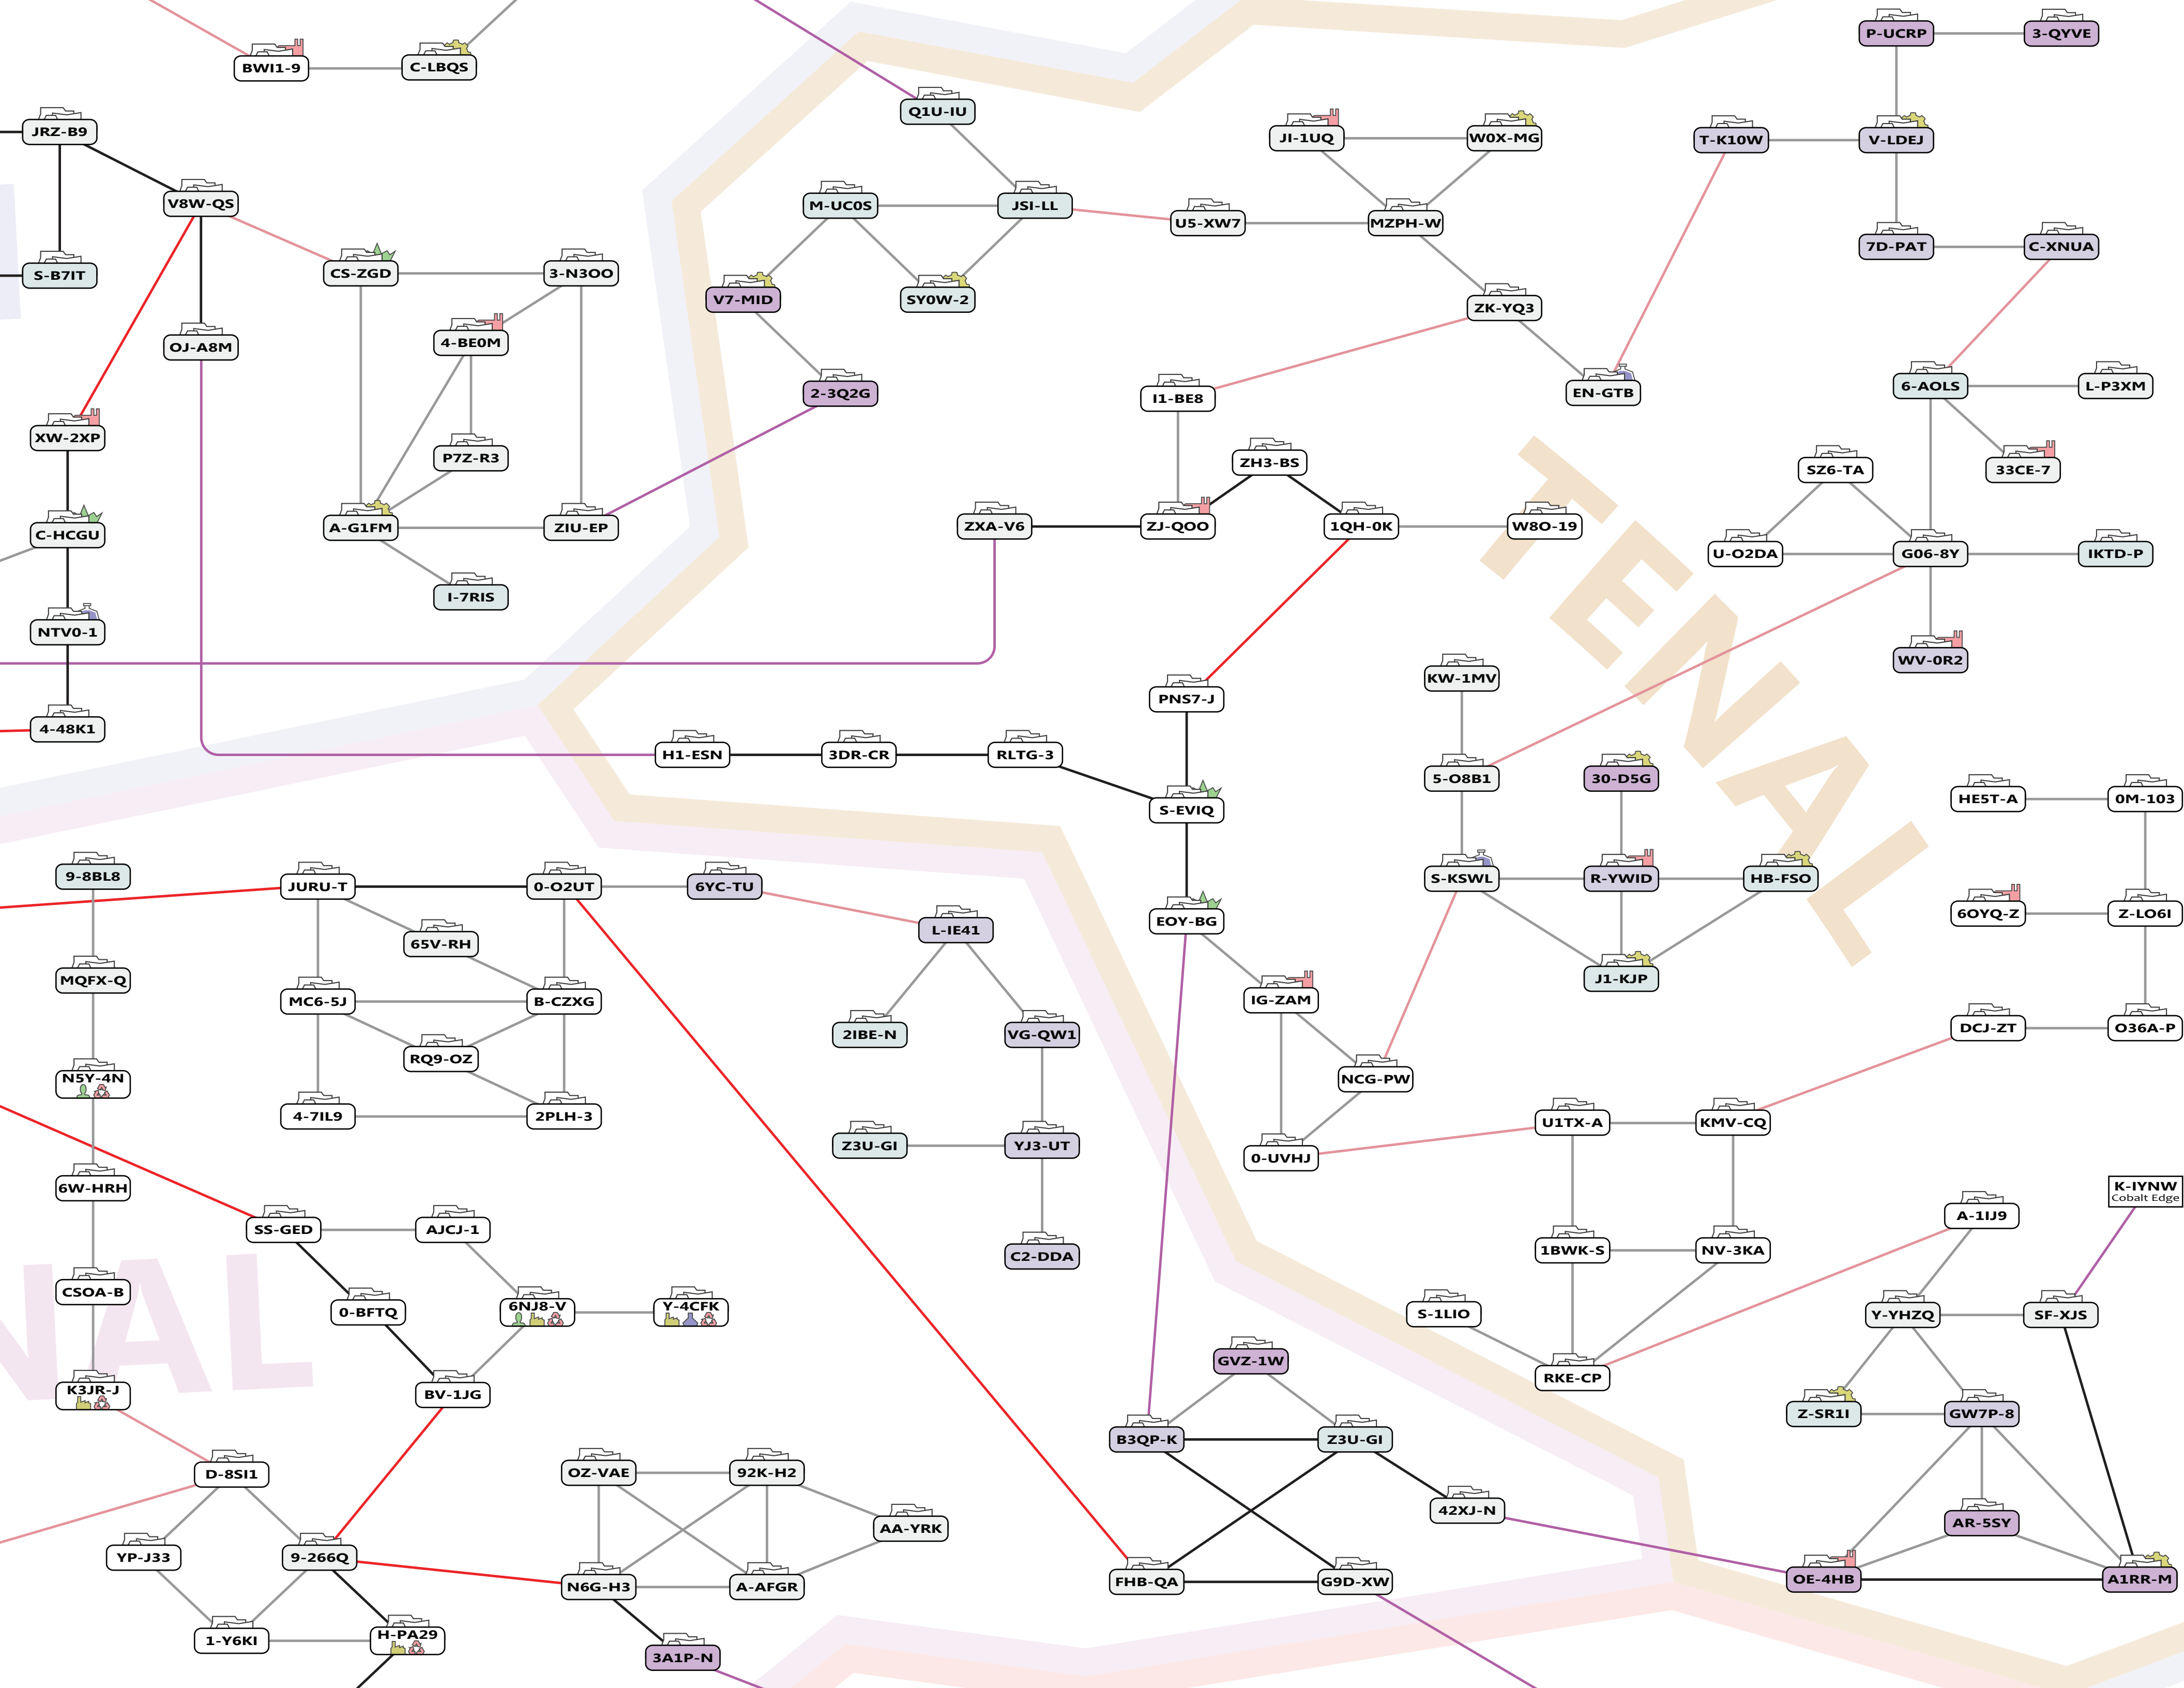 P-UCRP
3-QYVE
BWI1-9
C-LBQS
Q1U-IU
JRZ-B9
JI-1UQ
W0X-MG
T-K10W
V-LDEJ
V8W-QS
M-UC0S
JSI-LL
U5-XW7
MZPH-W
7D-PAT
C-XNUA
S-B7IT
CS-ZGD
3-N3OO
V7-MID
SY0W-2
ZK-YQ3
OJ-A8M
4-BE0M
2-3Q2G
I1-BE8
EN-GTB
6-AOLS
L-P3XM
XW-2XP
P7Z-R3
ZH3-BS
SZ6-TA
33CE-7
C-HCGU
A-G1FM
ZIU-EP
ZXA-V6
ZJ-QOO
1QH-0K
W8O-19
U-O2DA
G06-8Y
IKTD-P
I-7RIS
NTV0-1
TENAL
WV-0R2
KW-1MV
PNS7-J
4-48K1
H1-ESN
3DR-CR
RLTG-3
5-O8B1
30-D5G
HE5T-A
0M-103
S-EVIQ
9-8BL8
JURU-T
0-O2UT
6YC-TU
S-KSWL
R-YWID
HB-FSO
L-IE41
EOY-BG
6OYQ-Z
Z-LO6I
65V-RH
MQFX-Q
J1-KJP
MC6-5J
B-CZXG
IG-ZAM
2IBE-N
VG-QW1
DCJ-ZT
O36A-P
RQ9-OZ
N5Y-4N
NCG-PW
4-7IL9
2PLH-3
U1TX-A
KMV-CQ
Z3U-GI
YJ3-UT
0-UVHJ
6W-HRH
K-IYNW
Cobalt Edge
A-1IJ9
SS-GED
AJCJ-1
C2-DDA
1BWK-S
NV-3KA
CSOA-B
0-BFTQ
6NJ8-V
Y-4CFK
S-1LIO
Y-YHZQ
SF-XJS
NAL
GVZ-1W
RKE-CP
K3JR-J
BV-1JG
Z-SR1I
GW7P-8
B3QP-K
Z3U-GI
D-8SI1
OZ-VAE
92K-H2
42XJ-N
AA-YRK
AR-5SY
YP-J33
9-266Q
N6G-H3
A-AFGR
FHB-QA
G9D-XW
OE-4HB
A1RR-M
1-Y6KI
H-PA29
3A1P-N